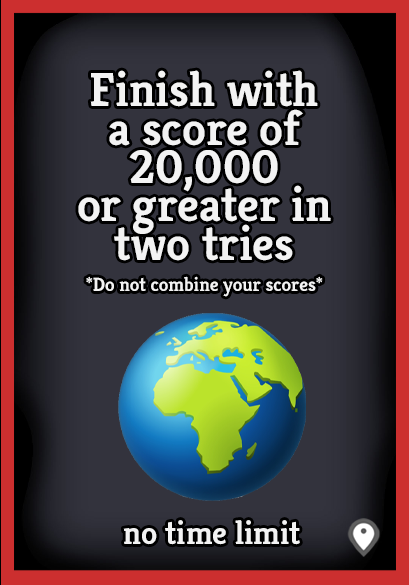 Finish with
a score of
20,000
or greater in
two tries
*Do not combine your scores*
no time limit